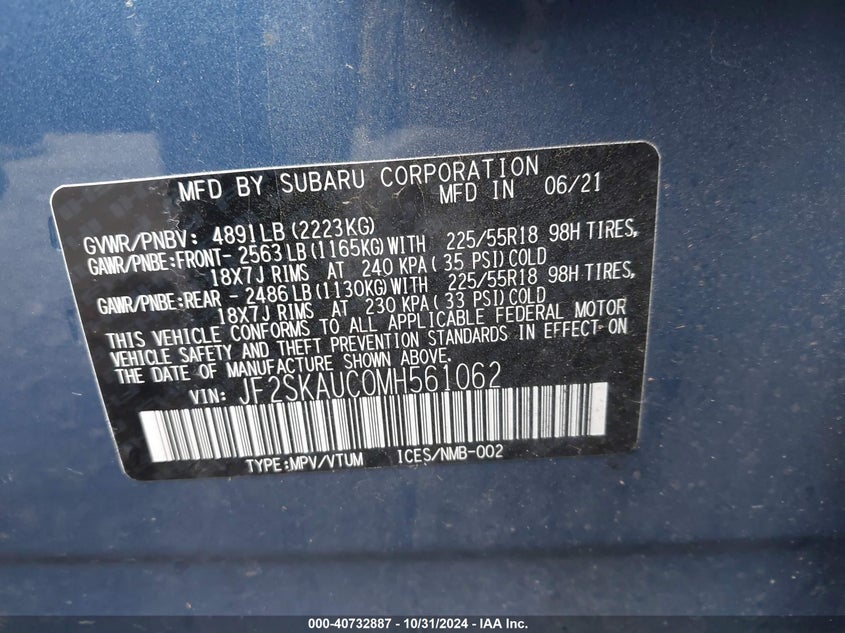 MFD BY SUBARU CORPORATION
MFD IN 06/21
GVWR/PNBV: 4891LB(2223KG)
GAWR/PNBE:FRONT- 2563LB(1165KG)WITH 225/55R18 98H TIRES,
18X7J RIMS AT 240 KPA( 35 PSI)COLD
GAWR/PNBE:REAR - 2486LB(1130KG)WITH 225/55R18 98H TIRES,
18X7J RIMS AT 230 KPA( 33 PSI)COLD
THIS VEHICLE CONFORMS TO ALL APPLICABLE FEDERAL MOTOR
VEHICLE SAFETY AND THEFT PREVENTION STANDARDS IN EFFECT ON
THE DATE OF MANUFACTURE SHOWN ABOVE.
VIN: JF2SKAUC0MH561062
TYPE:MPV/VTUM ICES/NMB-002
000-40732887 - 10/31/2024 - IAA Inc.